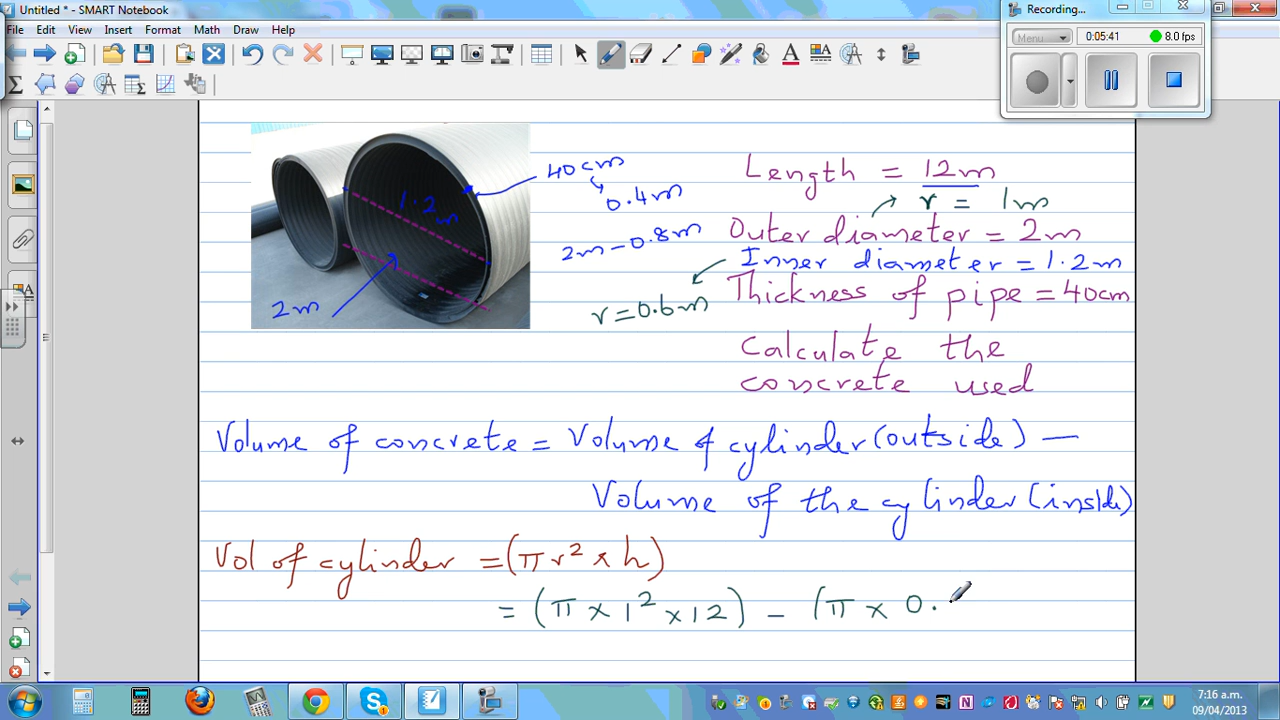 Untitled * - SMART Notebook
Recording...
File Edit View Insert Format Math Draw Help
Menu
0:05:41
8.0 fps
40cm
0.4m
1.2
m
2m-0.8m
2m
r=0.6m
Length = 12m
r = 1m
Outer diameter = 2m
Inner diameter = 1.2m
Thickness of pipe = 40cm
Calculate the
concrete used
Volume of concrete = Volume of cylinder (outside) -
Volume of the cylinder (inside)
Vol of cylinder = (πr² × h)
= (π × 1² × 12) - (π × 0.
7:16 a.m.
09/04/2013